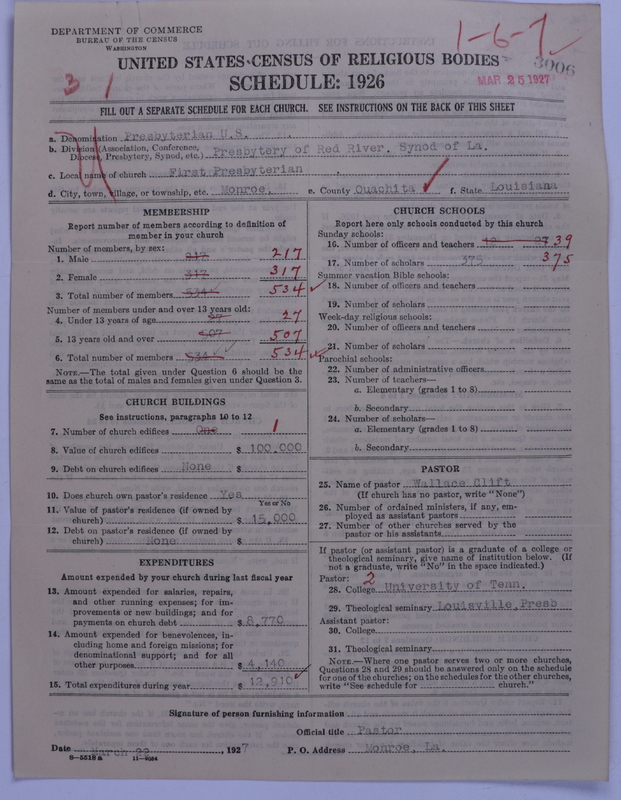 DEPARTMENT OF COMMERCE
BUREAU OF THE CENSUS
WASHINGTON
1-6-7
3006
MAR 25 1927
UNITED STATES CENSUS OF RELIGIOUS BODIES
SCHEDULE: 1926
3 1
FILL OUT A SEPARATE SCHEDULE FOR EACH CHURCH. SEE INSTRUCTIONS ON THE BACK OF THIS SHEET
a. Denomination Presbyterian U.S.
b. Division (Association, Conference, Diocese, Presbytery, Synod, etc.) Presbytery of Red River. Synod of La.
c. Local name of church First Presbyterian
d. City, town, village, or township, etc. Monroe, e. County Ouachita f. State Louisiana
MEMBERSHIP
Report number of members according to definition of
member in your church
Number of members, by sex:
1. Male 217 217
2. Female 317 317
3. Total number of members 534 534
Number of members under and over 13 years old:
4. Under 13 years of age 27 27
5. 13 years old and over 507 507
6. Total number of members 534 534
NOTE.—The total given under Question 6 should be
same as the total of males and females given under Question 3.
CHURCH BUILDINGS
See instructions, paragraphs 10 to 12
7. Number of church edifices One 1
8. Value of church edifices $ 100,000
9. Debt on church edifices None $
10. Does church own pastor's residence Yes
Yes or No
11. Value of pastor's residence (if owned by
church) $ 15,000
12. Debt on pastor's residence (if owned by
church) None $
EXPENDITURES
Amount expended by your church during last fiscal year
13. Amount expended for salaries, repairs,
and other running expenses; for im-
provements or new buildings; and for
payments on church debt $ 8,770
14. Amount expended for benevolences, in-
cluding home and foreign missions; for
denominational support; and for all
other purposes $ 4,140
15. Total expenditures during year $ 12,910
CHURCH SCHOOLS
Report here only schools conducted by this church
Sunday schools:
16. Number of officers and teachers 39
17. Number of scholars 375 375
Summer vacation Bible schools:
18. Number of officers and teachers
19. Number of scholars
Week-day religious schools:
20. Number of officers and teachers
21. Number of scholars
Parochial schools:
22. Number of administrative officers
23. Number of teachers—
a. Elementary (grades 1 to 8)
b. Secondary
24. Number of scholars—
a. Elementary (grades 1 to 8)
b. Secondary
PASTOR
25. Name of pastor Wallace Clift
(If church has no pastor, write "None")
26. Number of ordained ministers, if any, em-
ployed as assistant pastors
27. Number of other churches served by the
pastor or his assistants
If pastor (or assistant pastor) is a graduate of a college or
theological seminary, give name of institution below. (If
not a graduate, write "No" in the space indicated.)
Pastor: 2
28. College University of Tenn.
29. Theological seminary Louisville, Presb
Assistant pastor:
30. College
31. Theological seminary
NOTE.—Where one pastor serves two or more churches,
Questions 28 and 29 should be answered only on the schedule
for one of the churches; on the schedules for the other churches,
write "See schedule for church."
Signature of person furnishing information
Official title Pastor
Date March 22, 1927 P. O. Address Monroe, La.
6—5518 a 11—9034